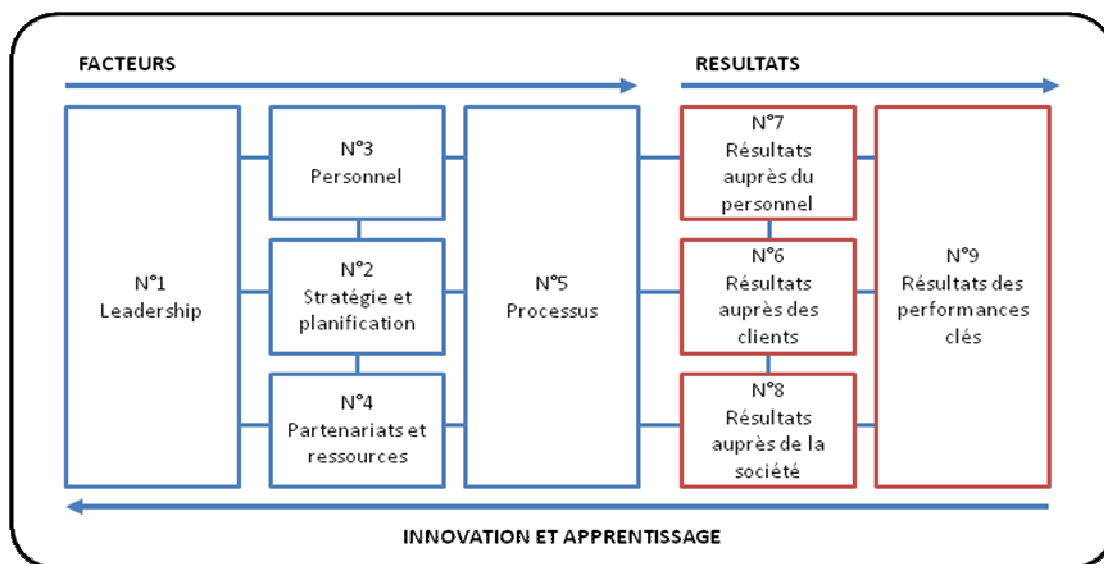 FACTEURS
RESULTATS
N°1
Leadership
N°3
Personnel
N°2
Stratégie et
planification
N°4
Partenariats et
ressources
N°5
Processus
N°7
Résultats
auprès du
personnel
N°6
Résultats
auprès des
clients
N°8
Résultats
auprès de la
société
N°9
Résultats des
performances
clés
INNOVATION ET APPRENTISSAGE